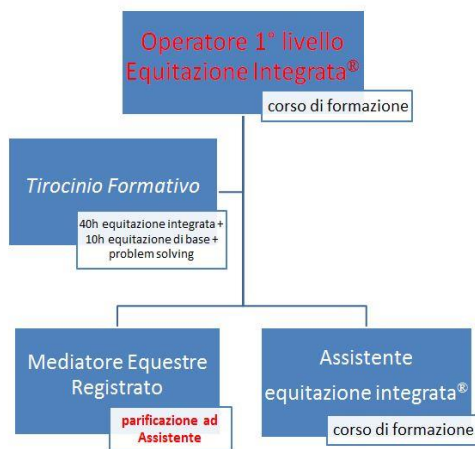 Operatore 1° livello
Equitazione Integrata®
corso di formazione
Tirocinio Formativo
40h equitazione integrata +
10h equitazione di base +
problem solving
Mediatore Equestre
Registrato
parificazione ad
Assistente
Assistente
equitazione integrata®
corso di formazione